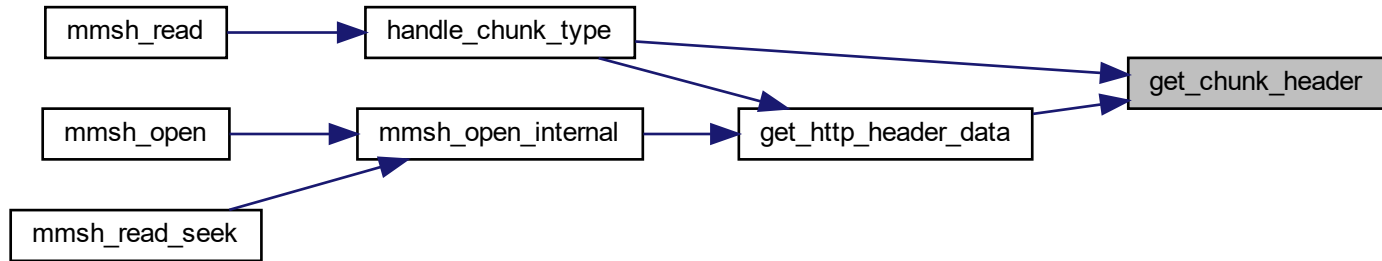 mmsh_read
handle_chunk_type
get_chunk_header
mmsh_open
mmsh_open_internal
get_http_header_data
mmsh_read_seek